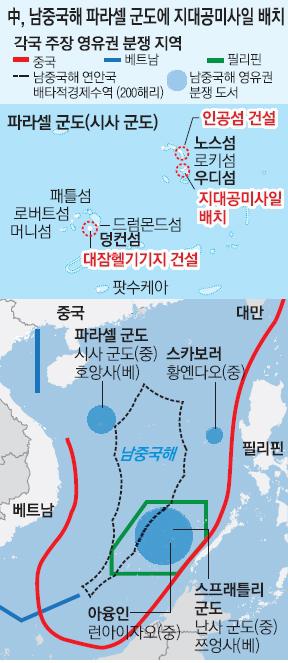 中, 남중국해 파라셀 군도에 지대공미사일 배치
각국 주장 영유권 분쟁 지역
중국 베트남 필리핀
남중국해 연안국
배타적경제수역 (200해리)
남중국해 영유권
분쟁 도서
파라셀 군도(시사 군도)
인공섬 건설
노스섬
로키섬
우디섬
지대공미사일
배치
패틀섬
로버트섬
머니섬
드럼몬드섬
덩컨섬
대잠헬기기지 건설
팟수케아
중국
대만
파라셀 군도
시사 군도(중)
호앙사(베)
스카보러
황옌다오(중)
남중국해
필리핀
베트남
아융인
런아이자오(중)
스프래틀리
군도
난사 군도(중)
쯔엉사(베)